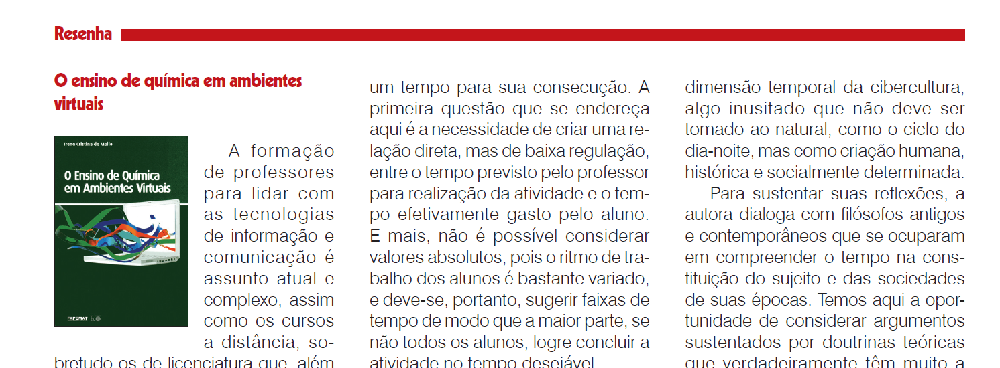 Resenha
O ensino de química em ambientes
virtuais
Irene Cristina de Mello
O Ensino de Química
em Ambientes Virtuais
FAPEMAT
A formação
de professores
para lidar com
as tecnologias
de informação e
comunicação é
assunto atual e
complexo, assim
como os cursos
a distância, so-
bretudo os de licenciatura que, além
um tempo para sua consecução. A
primeira questão que se endereça
aqui é a necessidade de criar uma re-
lação direta, mas de baixa regulação,
entre o tempo previsto pelo professor
para realização da atividade e o tem-
po efetivamente gasto pelo aluno.
E mais, não é possível considerar
valores absolutos, pois o ritmo de tra-
balho dos alunos é bastante variado,
e deve-se, portanto, sugerir faixas de
tempo de modo que a maior parte, se
não todos os alunos, logre concluir a
atividade no tempo desejável
dimensão temporal da cibercultura,
algo inusitado que não deve ser
tomado ao natural, como o ciclo do
dia-noite, mas como criação humana,
histórica e socialmente determinada.
Para sustentar suas reflexões, a
autora dialoga com filósofos antigos
e contemporâneos que se ocuparam
em compreender o tempo na cons-
tituição do sujeito e das sociedades
de suas épocas. Temos aqui a opor-
tunidade de considerar argumentos
sustentados por doutrinas teóricas
que verdadeiramente têm muito a